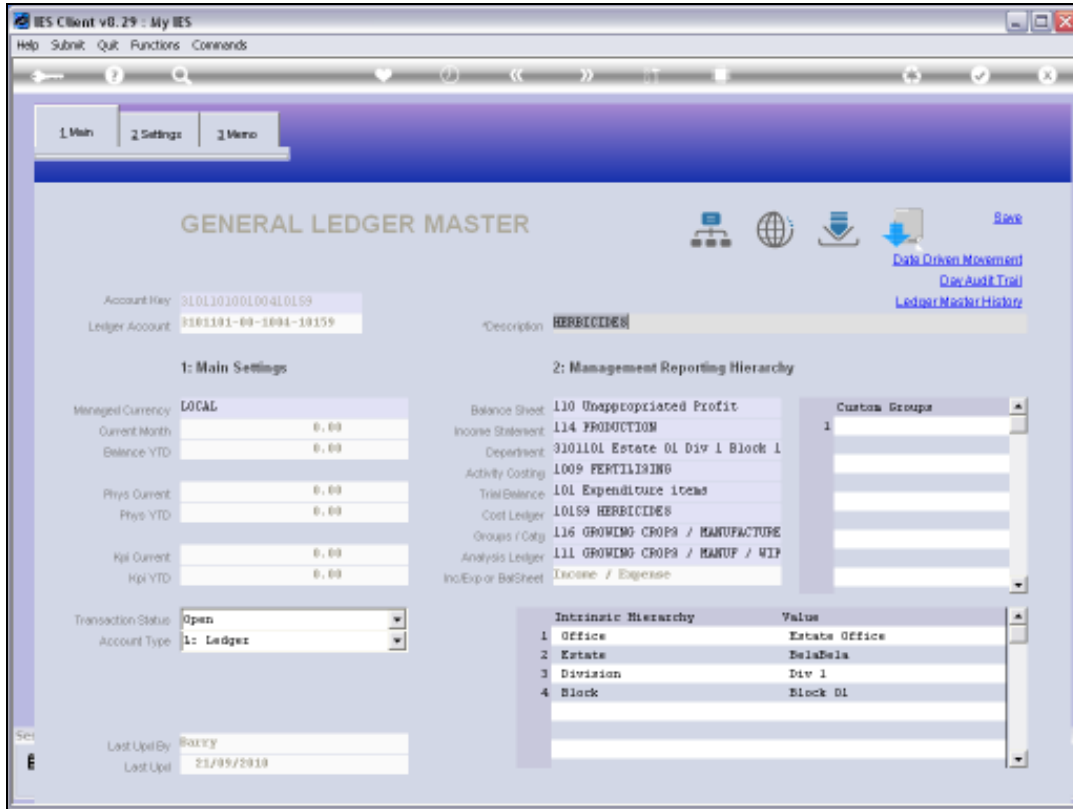 IES Client v8.29 : My IES
Help Submit Quit Functions Commands
1 Main 2 Settings 3 Memo
GENERAL LEDGER MASTER
Save
Date Driven Movement
Day Audit Trail
Ledger Master History
Account Key 310110100100410159
Ledger Account 3101101-00-1004-10159
*Description HERBICIDES
1: Main Settings
2: Management Reporting Hierarchy
Managed Currency LOCAL
Current Month 0.00
Balance YTD 0.00
Phys Current 0.00
Phys YTD 0.00
Kpi Current 0.00
Kpi YTD 0.00
Balance Sheet 110 Unappropriated Profit
Income Statement 114 PRODUCTION
Department 3101101 Estate 01 Div 1 Block 1
Activity Costing 1009 FERTILISING
Trial Balance 101 Expenditure items
Cost Ledger 10159 HERBICIDES
Groups / Catg 116 GROWING CROPS / MANUFACTURE
Analysis Ledger 111 GROWING CROPS / MANUF / WIP
Inc/Exp or BalSheet Income / Expense
Custom Groups
1
Transaction Status Open
Account Type 1: Ledger
Intrinsic Hierarchy Value
1 Office Estate Office
2 Estate BelaBela
3 Division Div 1
4 Block Block 01
Last Upd By Barry
Last Upd 21/09/2010